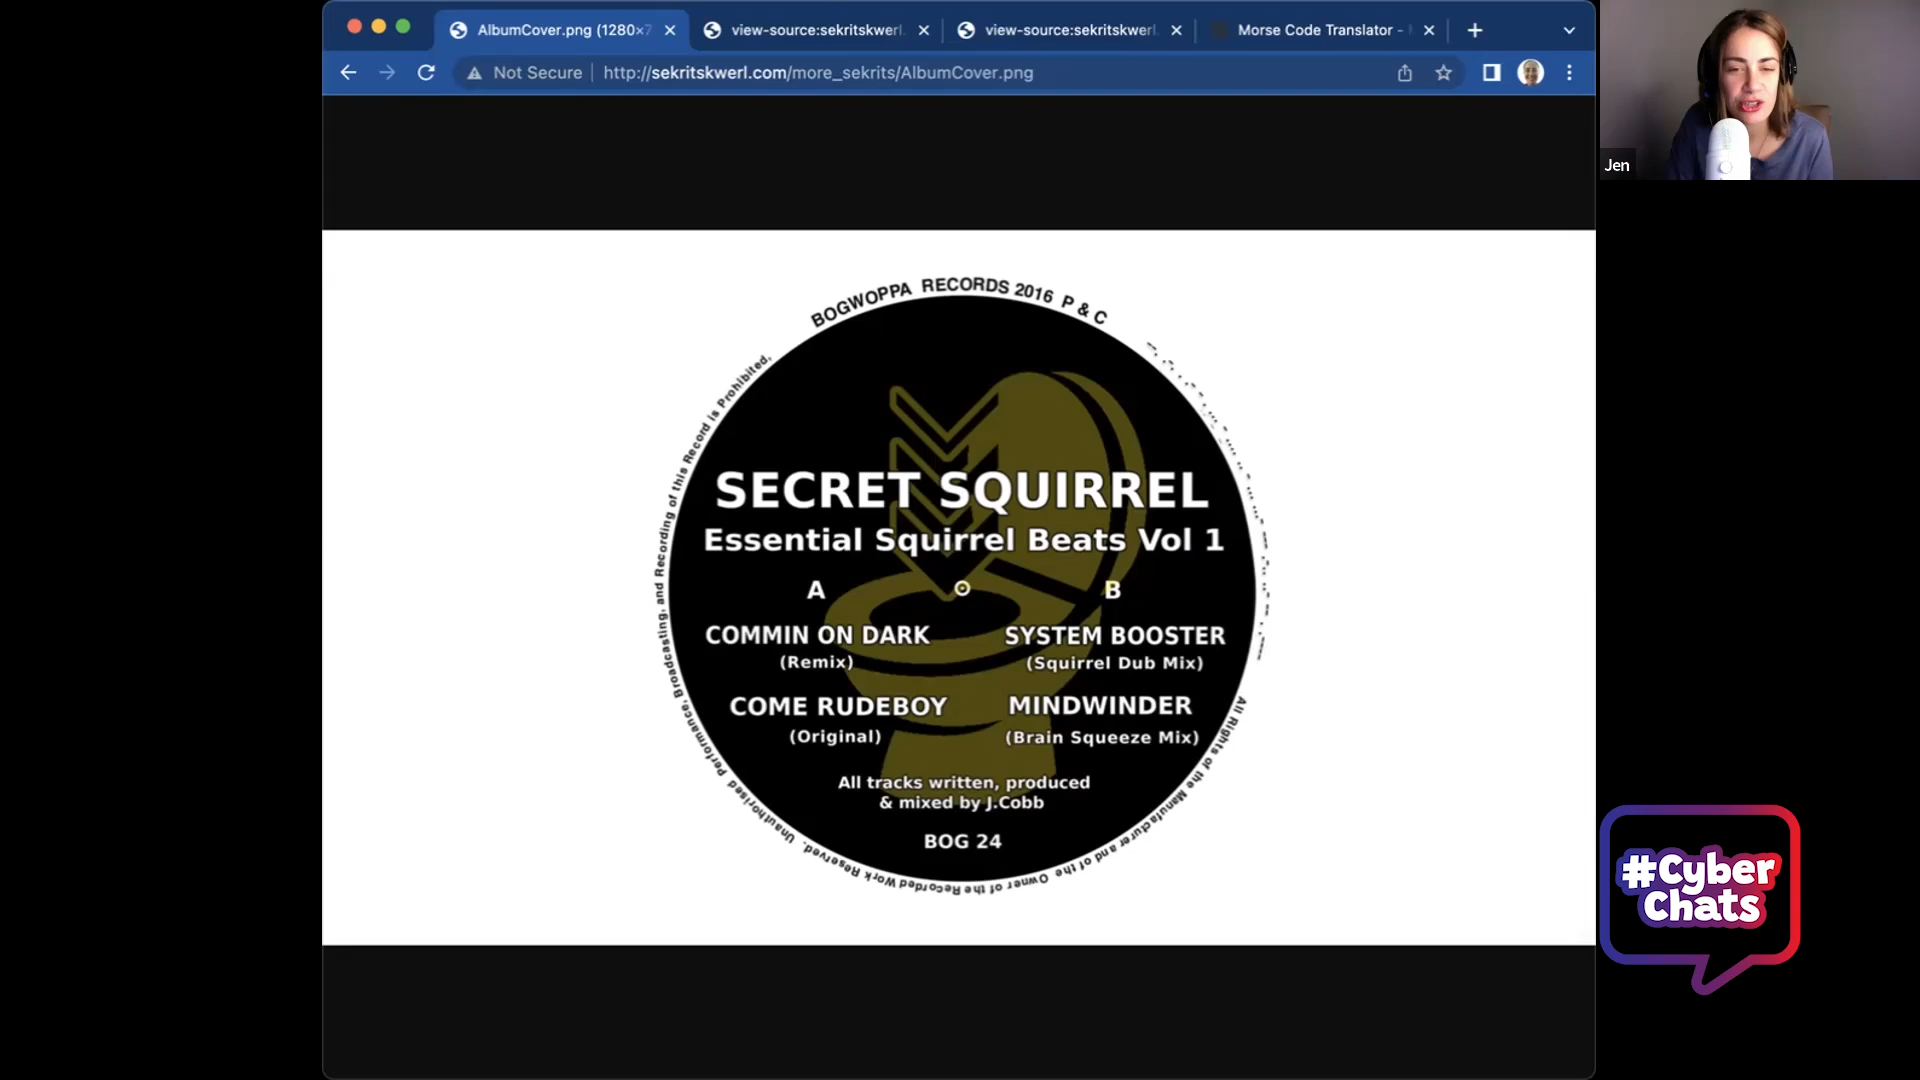 AlbumCover.png (1280×7
view-source:sekritskwerl.
view-source:sekritskwerl.
Morse Code Translator -
Not Secure
http://sekritskwerl.com/more_sekrits/AlbumCover.png
Jen
BOGWOPPA RECORDS 2016 P & C
SECRET SQUIRREL
Essential Squirrel Beats Vol 1
A
B
COMMIN ON DARK
(Remix)
SYSTEM BOOSTER
(Squirrel Dub Mix)
COME RUDEBOY
(Original)
MINDWINDER
(Brain Squeeze Mix)
All tracks written, produced
& mixed by J.Cobb
BOG 24
All Rights of the Manufacturer and of the Owner of the Recorded Work Reserved. Unauthorised Performance, Broadcasting, and Recording of this Record is Prohibited,
#Cyber
Chats